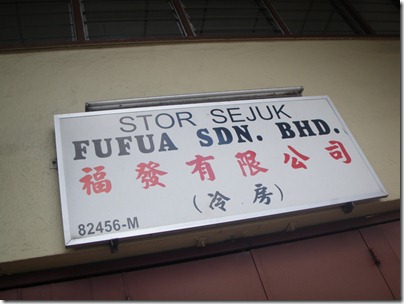 STOR SEJUK
FUFUA SDN. BHD.
福發有限公司
(冷房)
82456-M